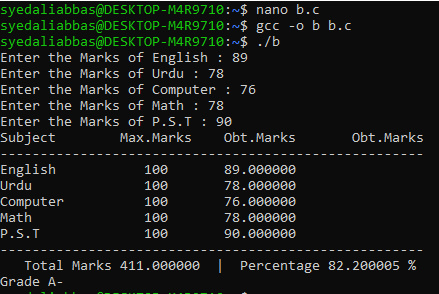 syedaliabbas@DESKTOP-M4R9710:~$ nano b.c
syedaliabbas@DESKTOP-M4R9710:~$ gcc -o b b.c
syedaliabbas@DESKTOP-M4R9710:~$ ./b
Enter the Marks of English : 89
Enter the Marks of Urdu : 78
Enter the Marks of Computer : 76
Enter the Marks of Math : 78
Enter the Marks of P.S.T : 90
Subject        Max.Marks    Obt.Marks       Obt.Marks
-----------------------------------------------------
English           100       89.000000
Urdu              100       78.000000
Computer          100       76.000000
Math              100       78.000000
P.S.T             100       90.000000
-----------------------------------------------------
   Total Marks 411.000000  |  Percentage 82.200005 %
Grade A-